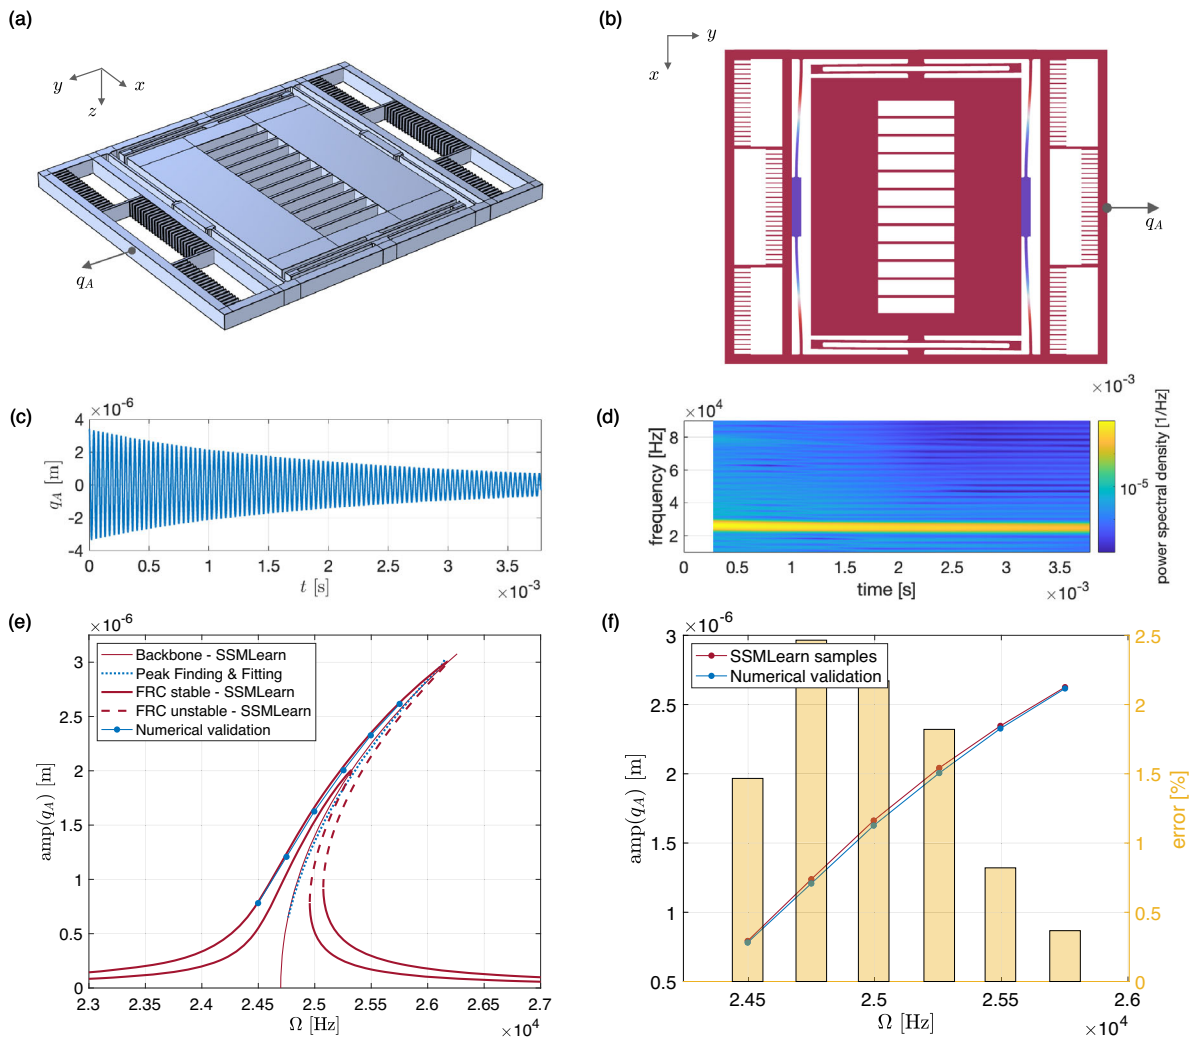 (a)
y
x
z
q_A
(b)
y
x
q_A
(c)
×10^-6
4
2
0
-2
-4
q_A [m]
0
0.5
1
1.5
2
2.5
3
3.5
t [s]
×10^-3
(d)
×10^4
8
6
4
2
frequency [Hz]
0
0.5
1
1.5
2
2.5
3
3.5
time [s]
×10^-3
×10^-3
10^-5
power spectral density [1/Hz]
(e)
×10^-6
3
2.5
2
1.5
1
0.5
0
amp(q_A) [m]
Backbone - SSMLearn
Peak Finding & Fitting
FRC stable - SSMLearn
FRC unstable - SSMLearn
Numerical validation
2.3
2.35
2.4
2.45
2.5
2.55
2.6
2.65
2.7
Ω [Hz]
×10^4
(f)
×10^-6
3
2.5
2
1.5
1
0.5
amp(q_A) [m]
SSMLearn samples
Numerical validation
2.5
2
1.5
1
0.5
0
error [%]
2.45
2.5
2.55
2.6
Ω [Hz]
×10^4